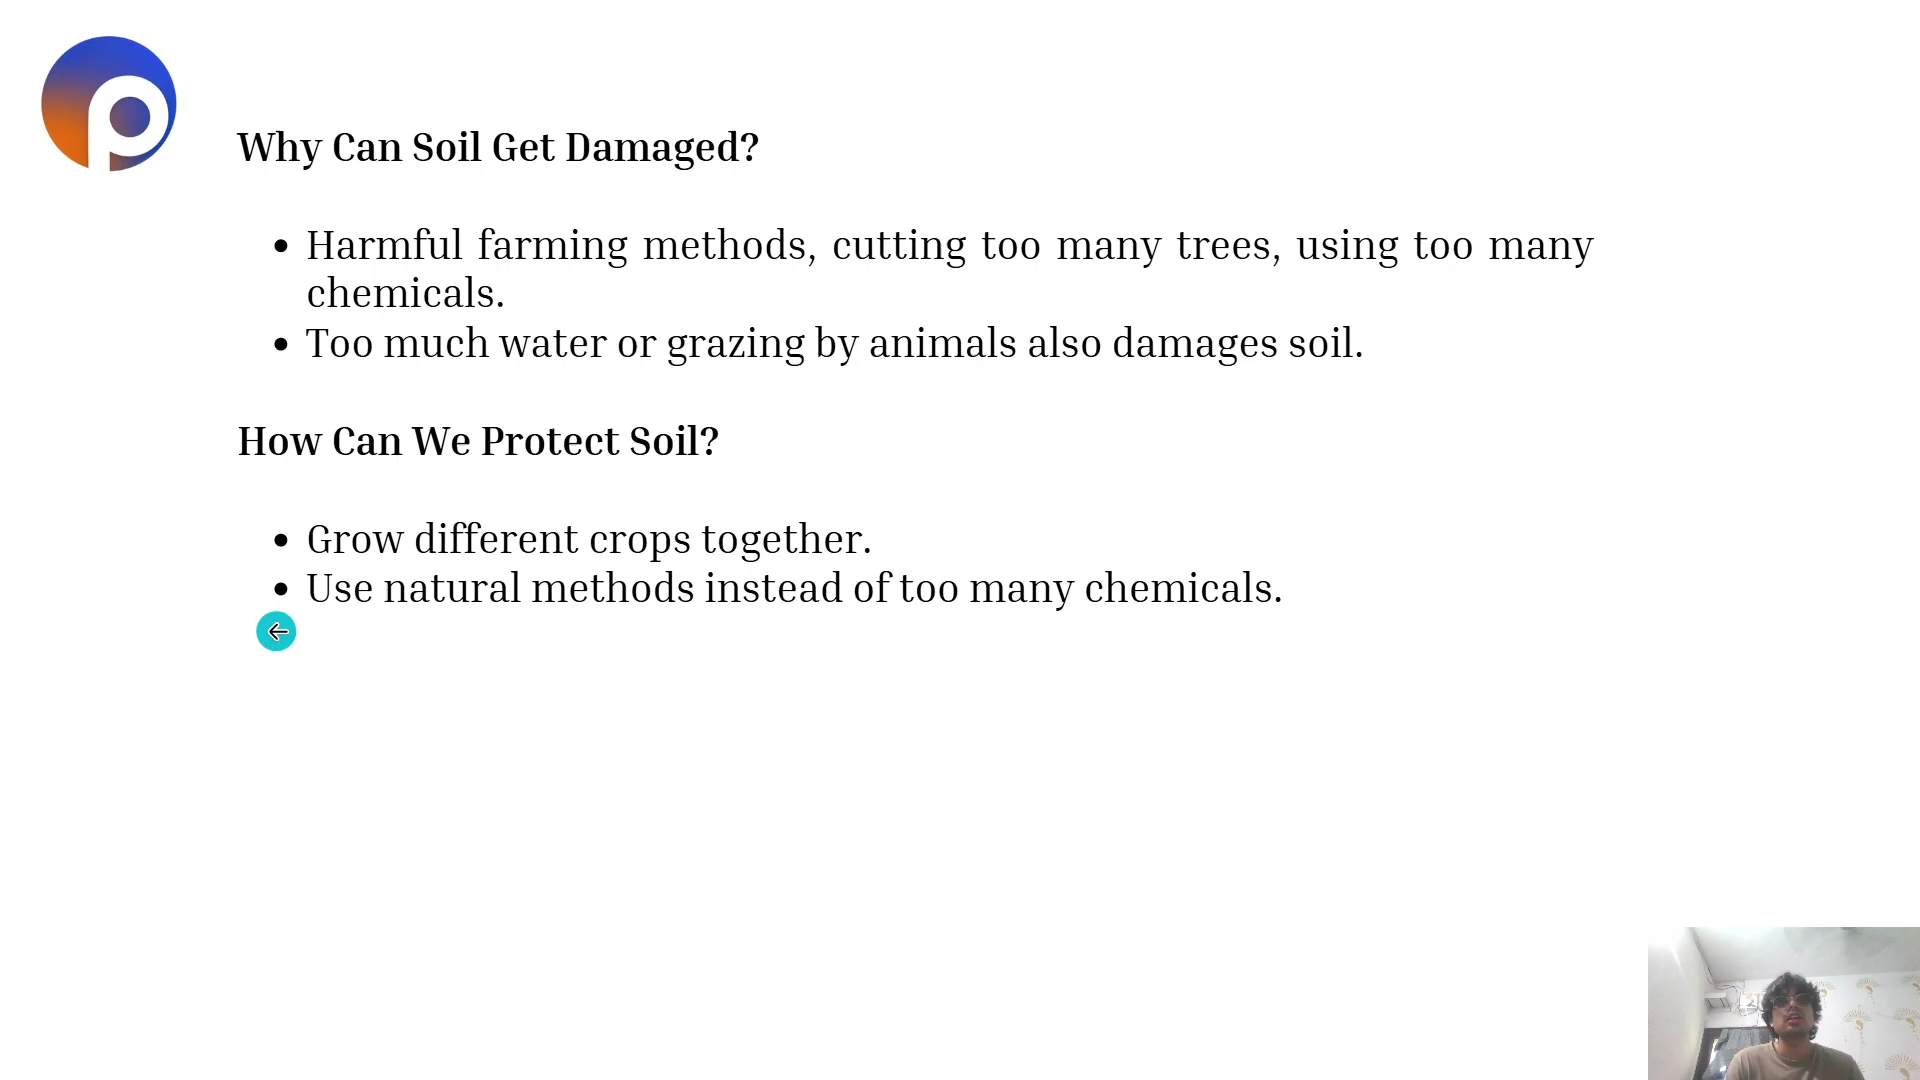 Why Can Soil Get Damaged?
• Harmful farming methods, cutting too many trees, using too many
chemicals.
• Too much water or grazing by animals also damages soil.
How Can We Protect Soil?
• Grow different crops together.
• Use natural methods instead of too many chemicals.